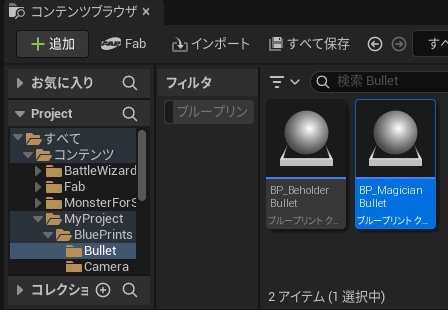 コンテンツブラウザ
追加
Fab
インポート
すべて保存
お気に入り
フィルタ
検索 Bullet
Project
ブループリン
すべて
コンテンツ
BattleWizard
Fab
MonsterForS
MyProject
BluePrints
Bullet
Camera
BP_Beholder
Bullet
ブループリント ク...
BP_Magician
Bullet
ブループリント ク...
コレクショ
2 アイテム (1 選択中)